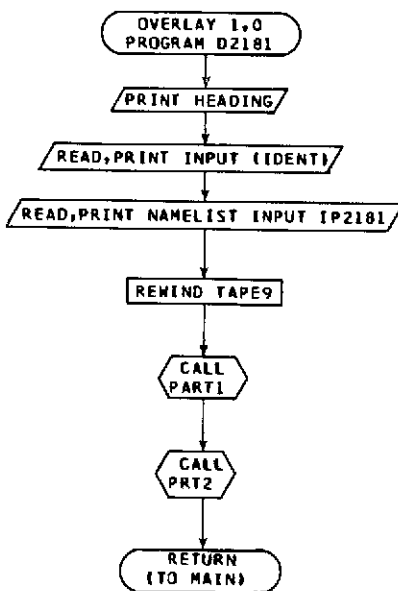 OVERLAY 1,0
PROGRAM D2181
PRINT HEADING
READ,PRINT INPUT (IDENT)
READ,PRINT NAMELIST INPUT IP2181
REWIND TAPE9
CALL
PART1
CALL
PRT2
RETURN
(TO MAIN)